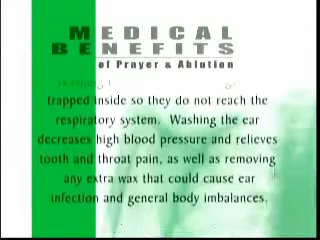 MEDICAL
BENEFITS
of Prayer & Ablution
trapped inside so they do not reach the
respiratory system. Washing the ear
decreases high blood pressure and relieves
tooth and throat pain, as well as removing
any extra wax that could cause ear
infection and general body imbalances.